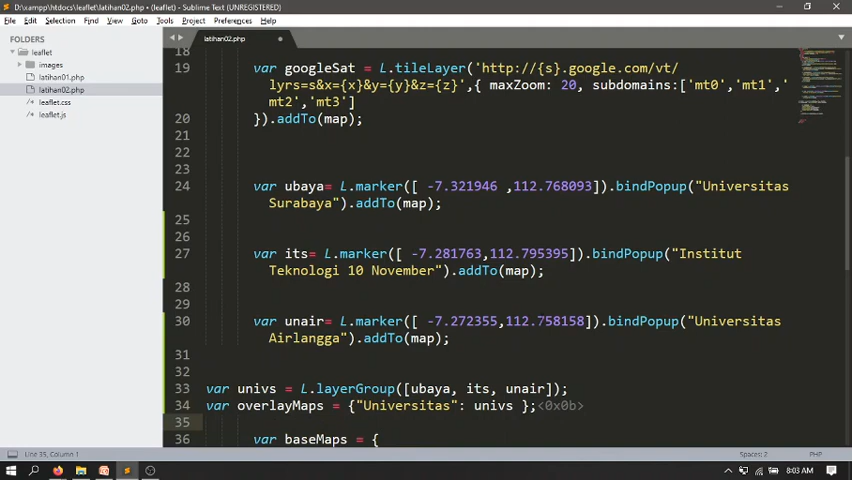 D:\xampp\htdocs\leaflet\latihan02.php • (leaflet) - Sublime Text (UNREGISTERED)
File Edit Selection Find View Goto Tools Project Preferences Help
FOLDERS
leaflet
images
latihan01.php
latihan02.php
leaflet.css
leaflet.js
latihan02.php
18
19 var googleSat = L.tileLayer('http://{s}.google.com/vt/
lyrs=s&x={x}&y={y}&z={z}',{ maxZoom: 20, subdomains:['mt0','mt1','
mt2','mt3']
20 }).addTo(map);
21
22
23
24 var ubaya= L.marker([ -7.321946 ,112.768093]).bindPopup("Universitas
Surabaya").addTo(map);
25
26
27 var its= L.marker([ -7.281763,112.795395]).bindPopup("Institut
Teknologi 10 November").addTo(map);
28
29
30 var unair= L.marker([ -7.272355,112.758158]).bindPopup("Universitas
Airlangga").addTo(map);
31
32
33 var univs = L.layerGroup([ubaya, its, unair]);
34 var overlayMaps = {"Universitas": univs };<0x0b>
35
36 var baseMaps = {
Line 35, Column 1
Spaces: 2
PHP
8:03 AM